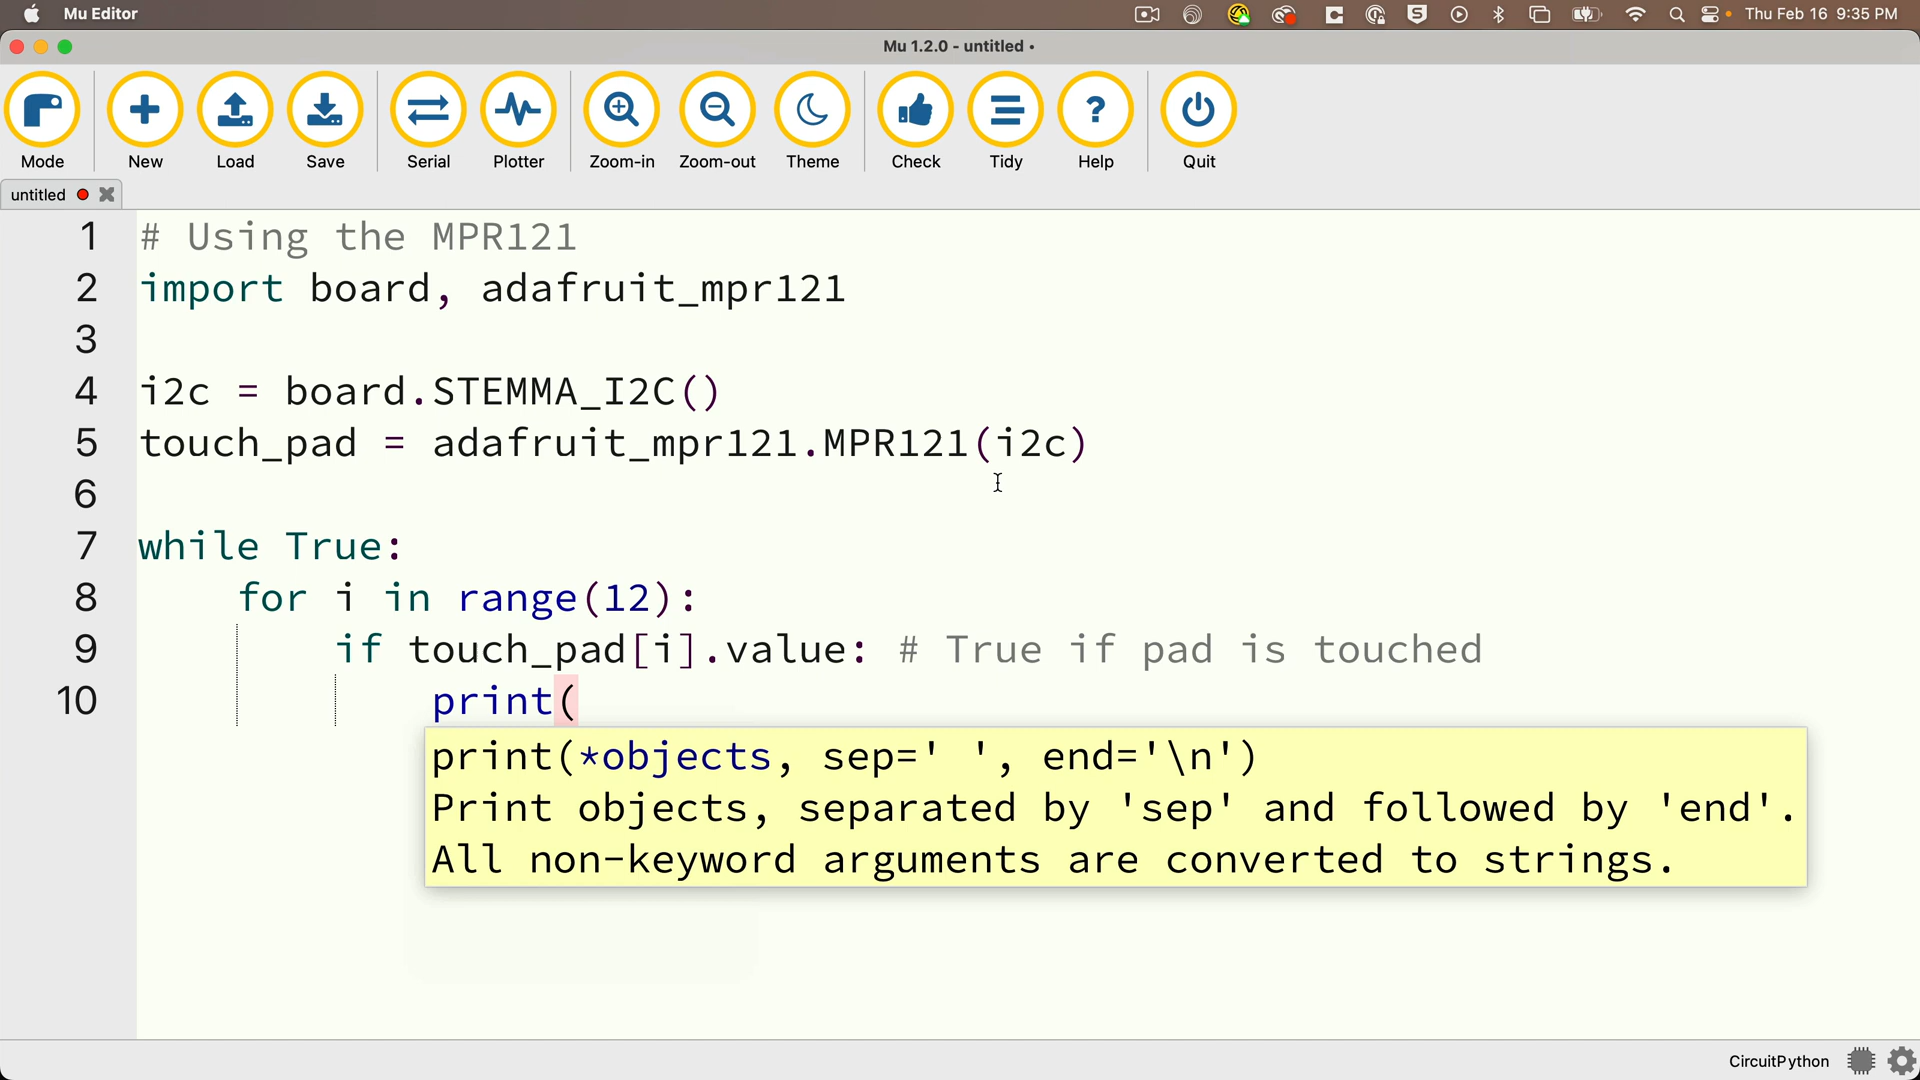 Mu Editor
Thu Feb 16 9:35 PM
Mu 1.2.0 - untitled •
Mode New Load Save Serial Plotter Zoom-in Zoom-out Theme Check Tidy Help Quit
untitled
1 # Using the MPR121
2 import board, adafruit_mpr121
3
4 i2c = board.STEMMA_I2C()
5 touch_pad = adafruit_mpr121.MPR121(i2c)
6
7 while True:
8     for i in range(12):
9         if touch_pad[i].value: # True if pad is touched
10             print(
print(*objects, sep=' ', end='\n')
Print objects, separated by 'sep' and followed by 'end'.
All non-keyword arguments are converted to strings.
CircuitPython